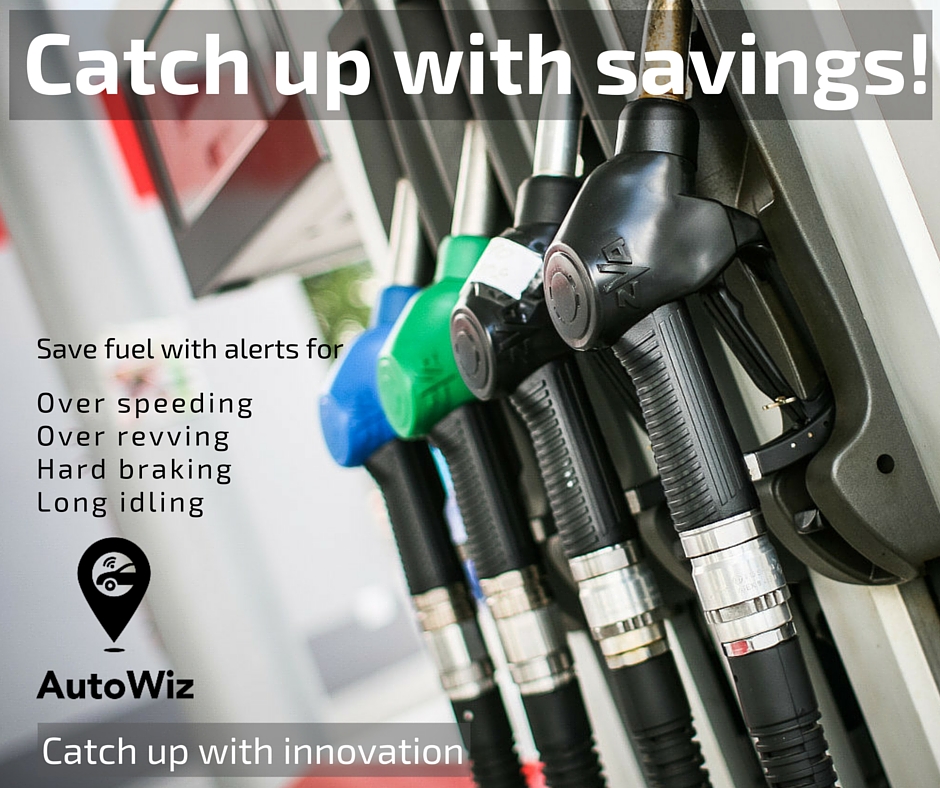 Catch up with savings!
Save fuel with alerts for
Over speeding
Over revving
Hard braking
Long idling
AutoWiz
Catch up with innovation